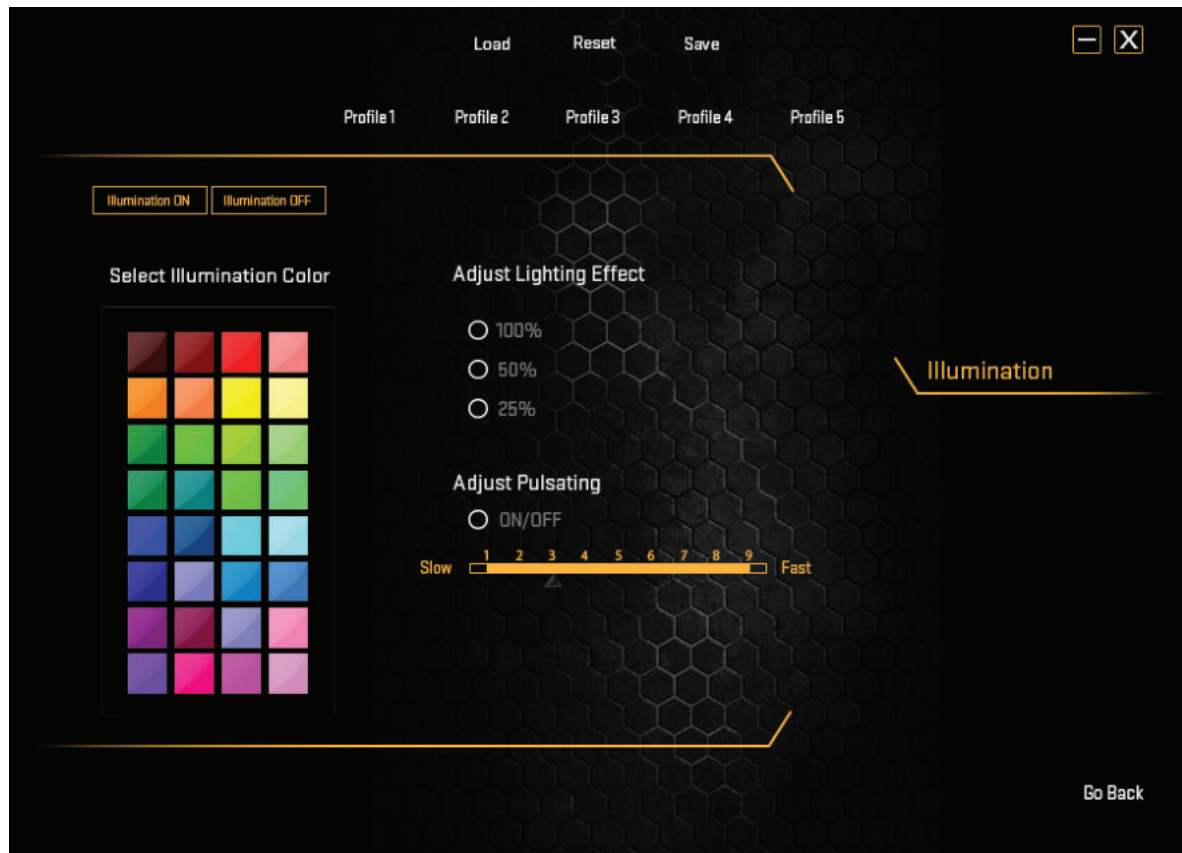 Load Reset Save
X
Profile 1 Profile 2 Profile 3 Profile 4 Profile 5
Illumination ON Illumination OFF
Select Illumination Color
Adjust Lighting Effect
100%
50%
25%
Illumination
Adjust Pulsating
ON/OFF
1 2 3 4 5 6 7 8 9
Slow Fast
Go Back